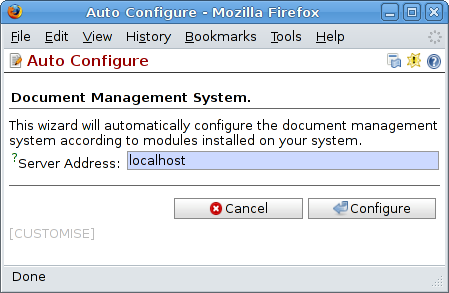 Auto Configure - Mozilla Firefox
File Edit View History Bookmarks Tools Help
Auto Configure
Document Management System.
This wizard will automatically configure the document management
system according to modules installed on your system.
?Server Address: localhost
Cancel Configure
[CUSTOMISE]
Done